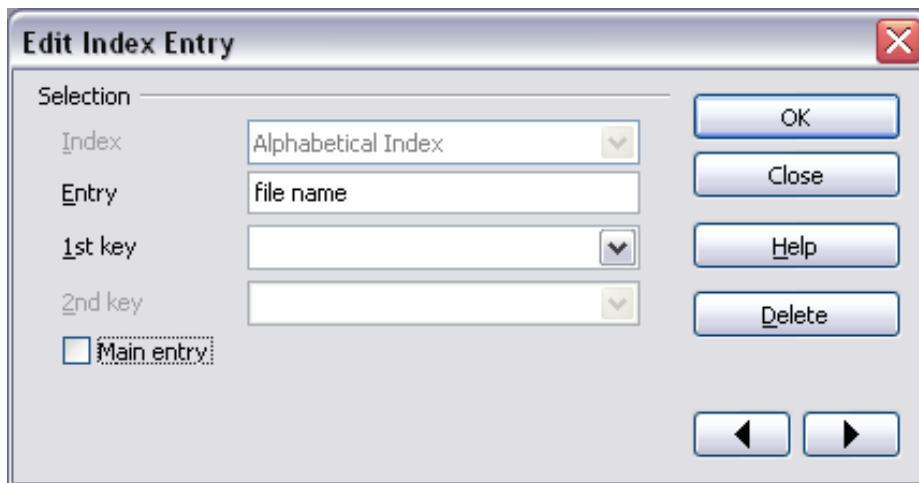 Edit Index Entry
Selection
Index
Alphabetical Index
Entry
file name
1st key
2nd key
Main entry
OK
Close
Help
Delete